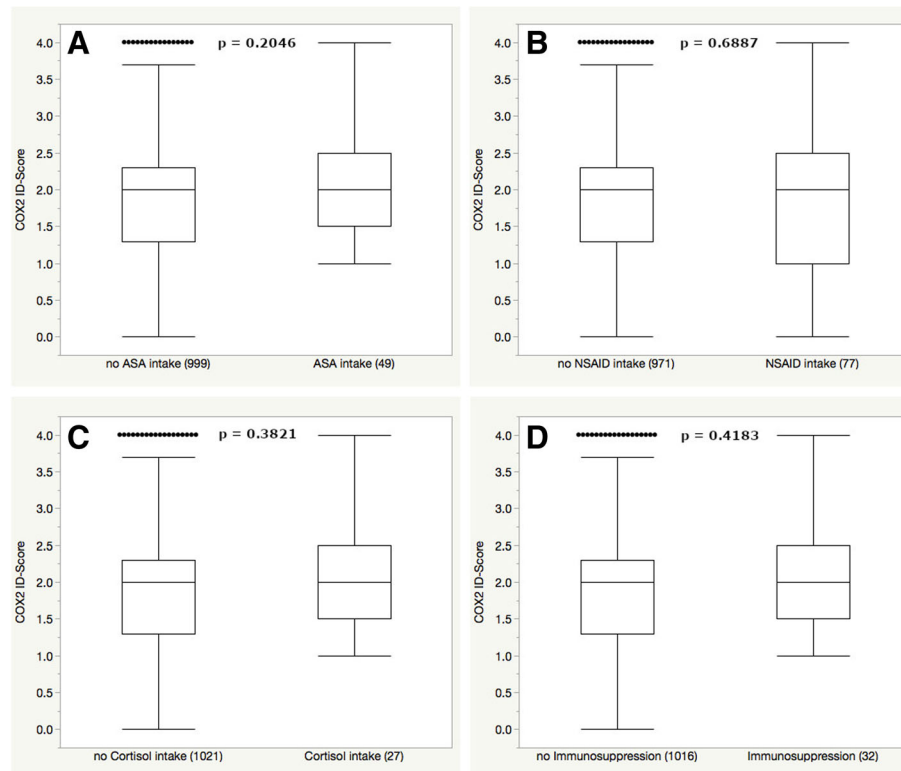 A
p = 0.2046
4.0
3.5
3.0
2.5
2.0
1.5
1.0
0.5
0.0
COX2 ID-Score
no ASA intake (999)
ASA intake (49)
B
p = 0.6887
4.0
3.5
3.0
2.5
2.0
1.5
1.0
0.5
0.0
COX2 ID-Score
no NSAID intake (971)
NSAID intake (77)
C
p = 0.3821
4.0
3.5
3.0
2.5
2.0
1.5
1.0
0.5
0.0
COX2 ID-Score
no Cortisol intake (1021)
Cortisol intake (27)
D
p = 0.4183
4.0
3.5
3.0
2.5
2.0
1.5
1.0
0.5
0.0
COX2 ID-Score
no Immunosuppression (1016)
Immunosuppression (32)